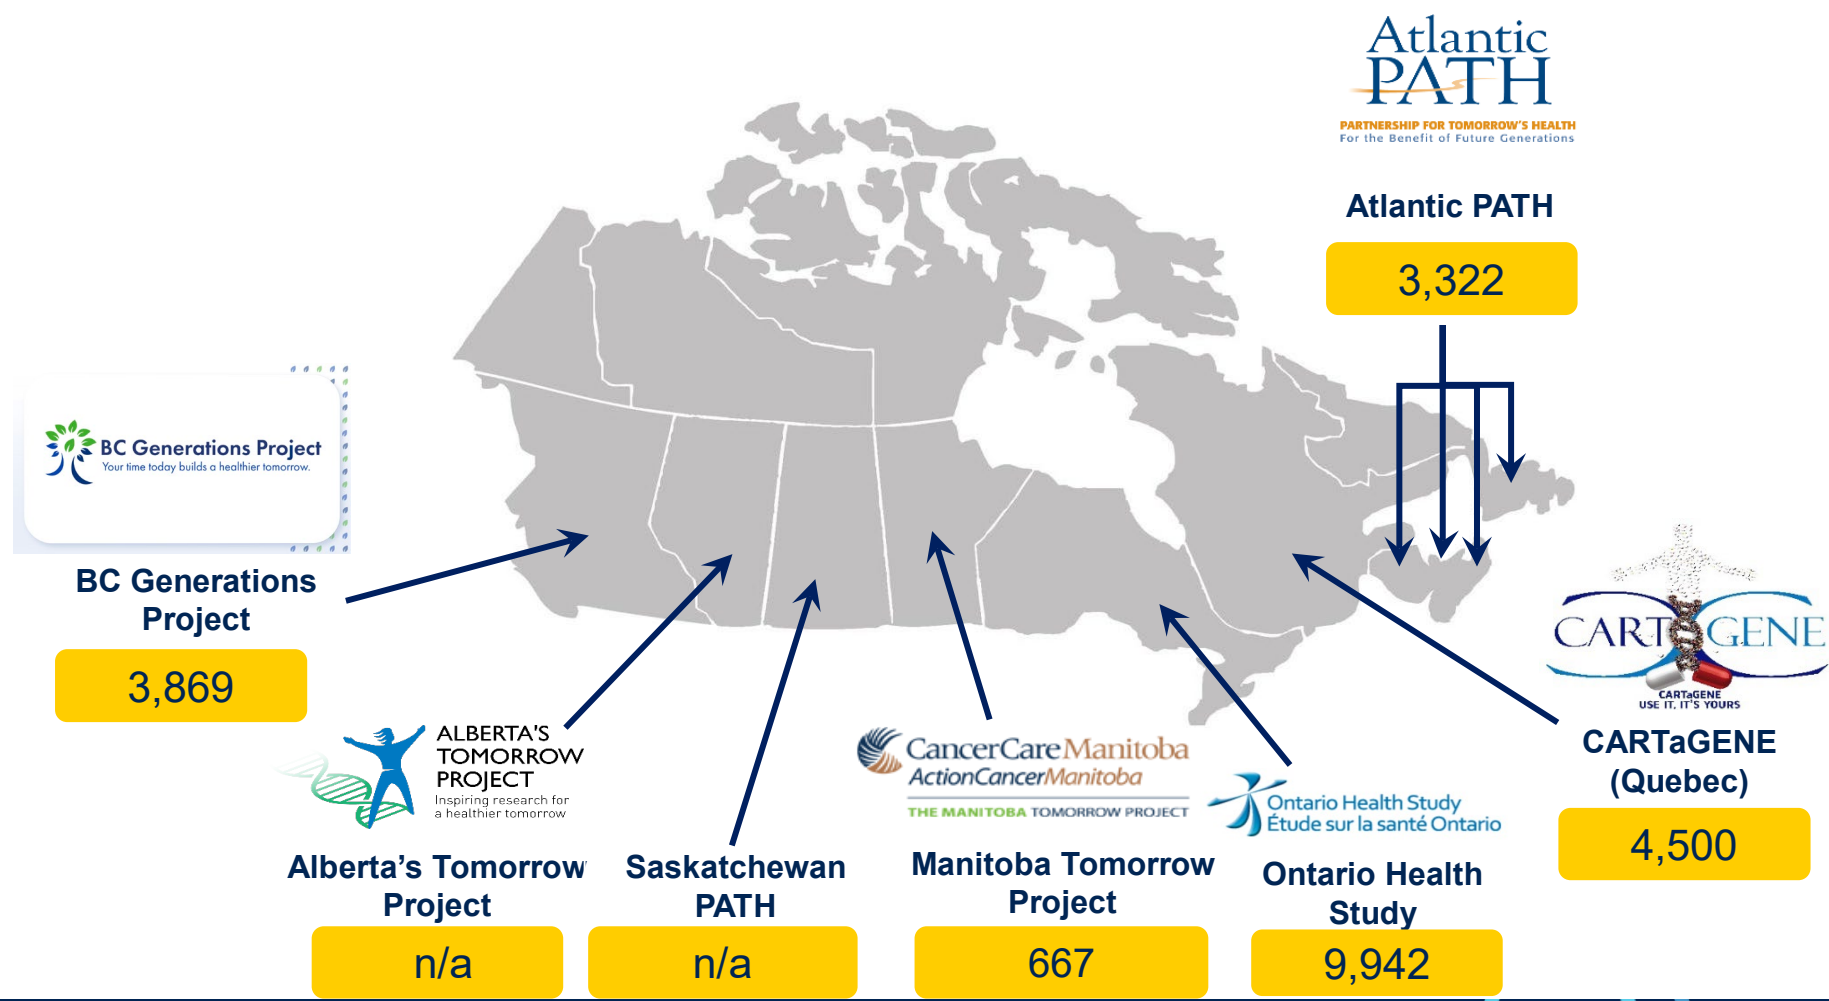 Atlantic
PATH
PARTNERSHIP FOR TOMORROW'S HEALTH
For the Benefit of Future Generations
Atlantic PATH
3,322
BC Generations Project
Your time today builds a healthier tomorrow.
BC Generations
Project
3,869
ALBERTA'S
TOMORROW
PROJECT
Inspiring research for
a healthier tomorrow
Alberta's Tomorrow
Project
n/a
Saskatchewan
PATH
n/a
CancerCare Manitoba
ActionCancerManitoba
THE MANITOBA TOMORROW PROJECT
Manitoba Tomorrow
Project
667
Ontario Health Study
Étude sur la santé Ontario
Ontario Health
Study
9,942
CARTaGENE
CARTaGENE
USE IT, IT'S YOURS
CARTaGENE
(Quebec)
4,500